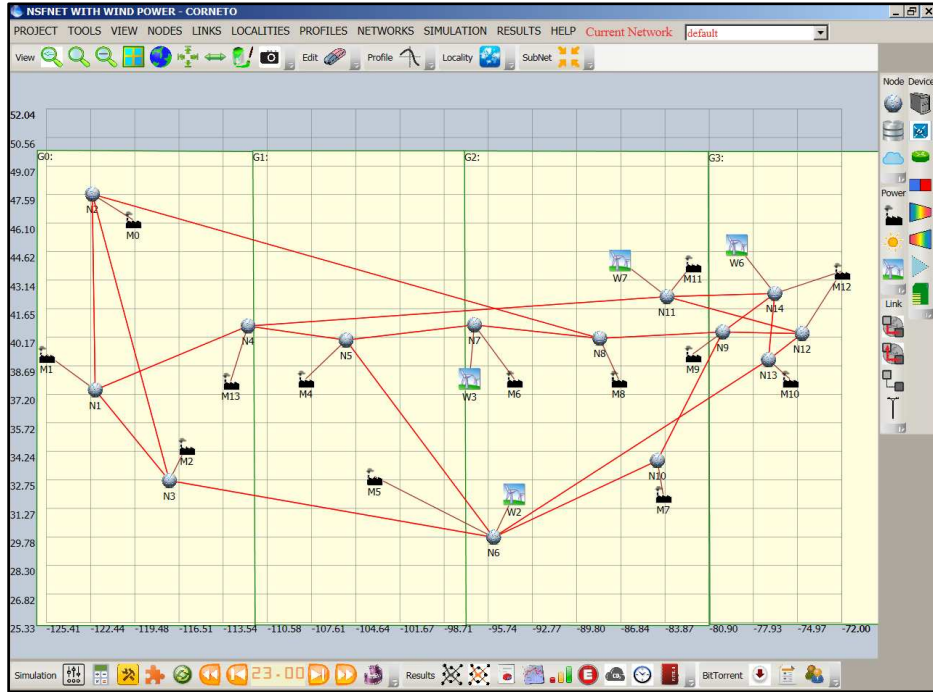 NSFNET WITH WIND POWER - CORNETO
PROJECT TOOLS VIEW NODES LINKS LOCALITIES PROFILES NETWORKS SIMULATION RESULTS HELP Current Network default
View Edit Profile Locality SubNet
Node Device
52.04
50.56
G0: G1: G2: G3:
49.07
47.59
N2
M0
Power
46.10
44.62
W7 M11 W6
M12
43.14
N11 N14
Link
41.65
N4 N5 N7 N8 N9 N12
40.17
M1 M9
38.69
N13
M13 M4 W3 M6 M8 M10
37.20
N1
35.72
34.24
M2
32.75
N3 M5 N10
M7
31.27
W2
29.78
N6
28.30
26.82
25.33 -125.41 -122.44 -119.48 -116.51 -113.54 -110.58 -107.61 -104.64 -101.67 -98.71 -95.74 -92.77 -89.80 -86.84 -83.87 -80.90 -77.93 -74.97 -72.00
Simulation 23.00 Results BitTorrent